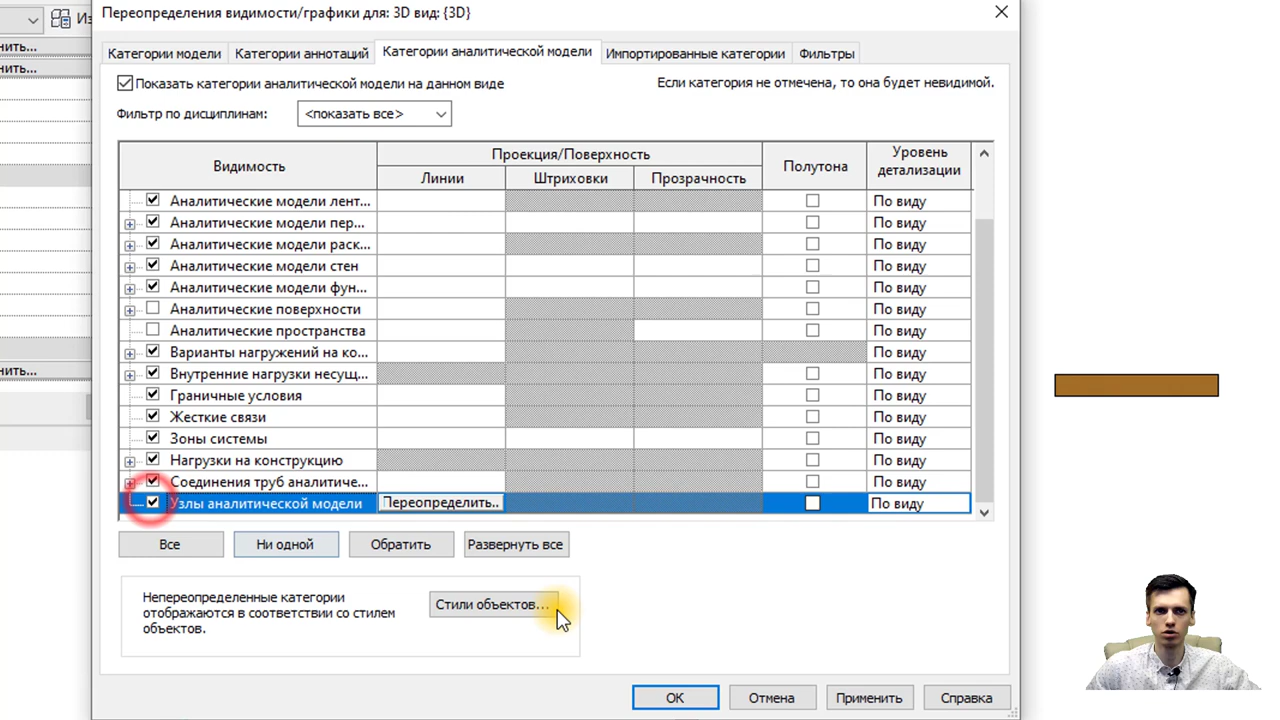 Переопределения видимости/графики для: 3D вид: {3D}
Из
нить...
нить...
Категории модели
Категории аннотаций
Категории аналитической модели
Импортированные категории
Фильтры
Показать категории аналитической модели на данном виде
Если категория не отмечена, то она будет невидимой.
Фильтр по дисциплинам:
<показать все>
Видимость
Проекция/Поверхность
Полутона
Уровень детализации
Линии
Штриховки
Прозрачность
Аналитические модели лент... По виду
Аналитические модели пер... По виду
Аналитические модели раск... По виду
Аналитические модели стен По виду
Аналитические модели фун... По виду
Аналитические поверхности По виду
Аналитические пространства По виду
Варианты нагружений на ко... По виду
нить...
Внутренние нагрузки несущ... По виду
Граничные условия По виду
Жесткие связи По виду
Зоны системы По виду
Нагрузки на конструкцию По виду
Соединения труб аналитиче... По виду
Узлы аналитической модели Переопределить.. По виду
Все
Ни одной
Обратить
Развернуть все
Непереопределенные категории
отображаются в соответствии со стилем
объектов.
Стили объектов...
ОК
Отмена
Применить
Справка